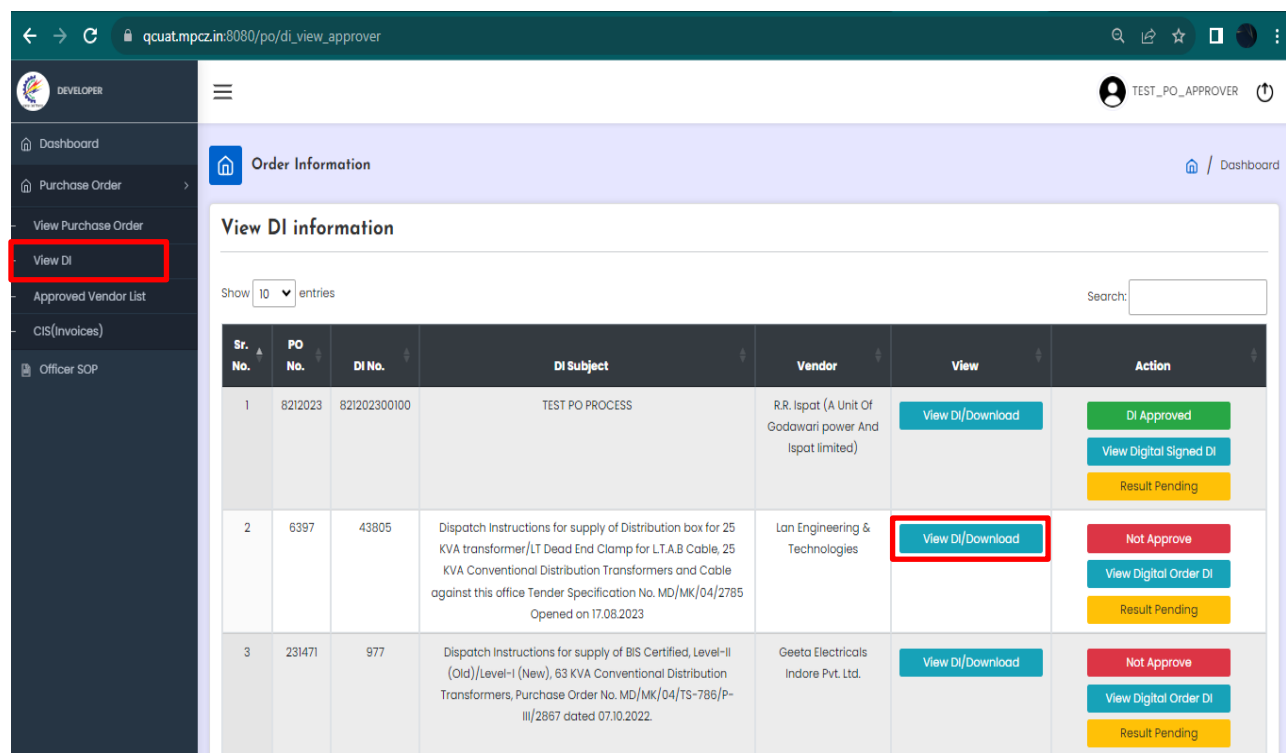 qcuat.mpcz.in:8080/po/di_view_approver
DEVELOPER
TEST_PO_APPROVER
Dashboard
Purchase Order
View Purchase Order
View DI
Approved Vendor List
CIS(Invoices)
Officer SOP
Order Information
/ Dashboard
View DI information
Show 10 entries
Search:
Sr. No.
PO No.
DI No.
DI Subject
Vendor
View
Action
1
8212023
821202300100
TEST PO PROCESS
R.R. Ispat (A Unit Of
Godawari power And
Ispat limited)
View DI/Download
DI Approved
View Digital Signed DI
Result Pending
2
6397
43805
Dispatch Instructions for supply of Distribution box for 25
KVA transformer/LT Dead End Clamp for L.T.A.B Cable, 25
KVA Conventional Distribution Transformers and Cable
against this office Tender Specification No. MD/MK/04/2785
Opened on 17.08.2023
Lan Engineering &
Technologies
View DI/Download
Not Approve
View Digital Order DI
Result Pending
3
231471
977
Dispatch Instructions for supply of BIS Certified, Level-II
(Old)/Level-I (New), 63 KVA Conventional Distribution
Transformers, Purchase Order No. MD/MK/04/TS-786/P-
III/2867 dated 07.10.2022.
Geeta Electricals
Indore Pvt. Ltd.
View DI/Download
Not Approve
View Digital Order DI
Result Pending